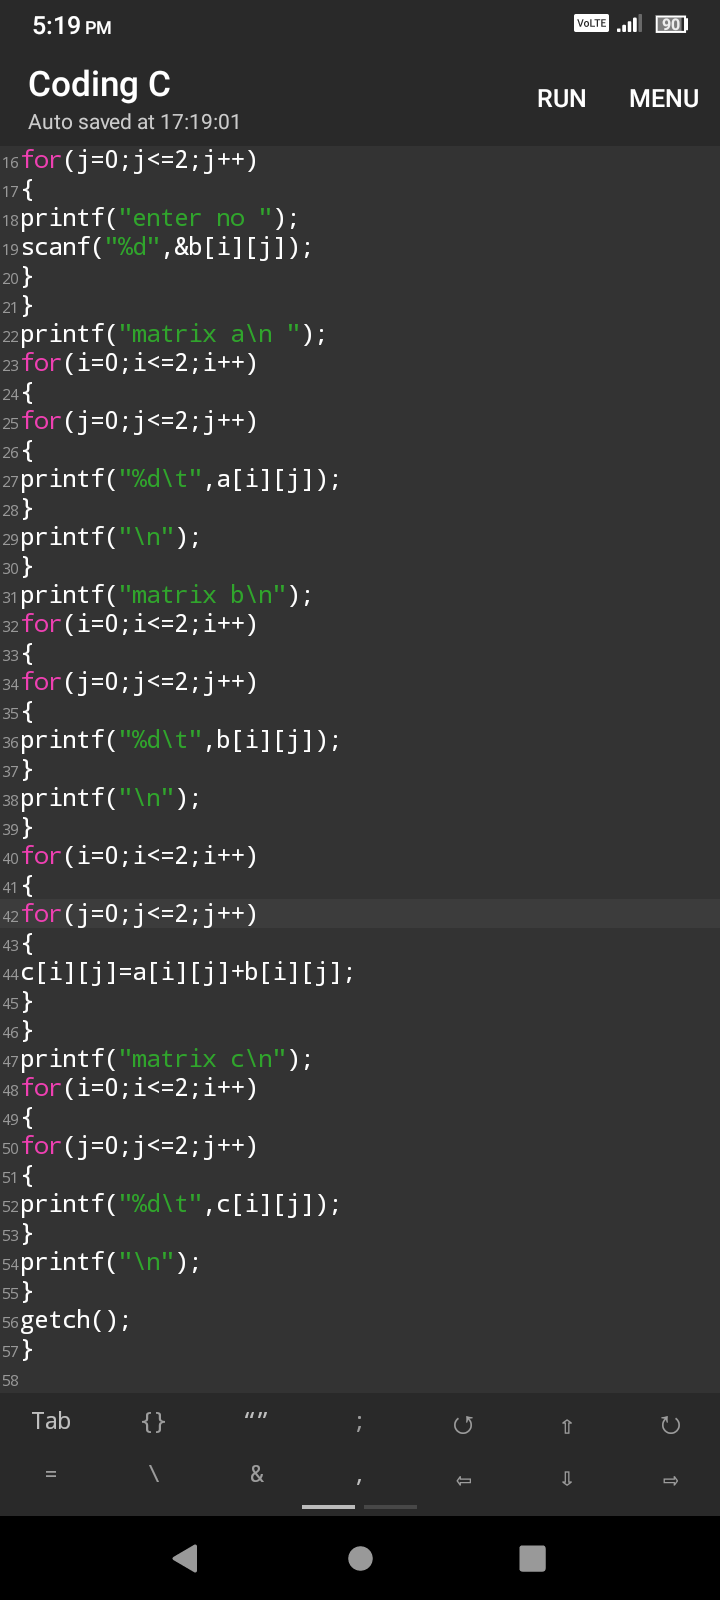 5:19 PM VoLTE 90
Coding C
RUN MENU
Auto saved at 17:19:01
16 for(j=0;j<=2;j++)
17 {
18 printf("enter no ");
19 scanf("%d",&b[i][j]);
20 }
21 }
22 printf("matrix a\n ");
23 for(i=0;i<=2;i++)
24 {
25 for(j=0;j<=2;j++)
26 {
27 printf("%d\t",a[i][j]);
28 }
29 printf("\n");
30 }
31 printf("matrix b\n");
32 for(i=0;i<=2;i++)
33 {
34 for(j=0;j<=2;j++)
35 {
36 printf("%d\t",b[i][j]);
37 }
38 printf("\n");
39 }
40 for(i=0;i<=2;i++)
41 {
42 for(j=0;j<=2;j++)
43 {
44 c[i][j]=a[i][j]+b[i][j];
45 }
46 }
47 printf("matrix c\n");
48 for(i=0;i<=2;i++)
49 {
50 for(j=0;j<=2;j++)
51 {
52 printf("%d\t",c[i][j]);
53 }
54 printf("\n");
55 }
56 getch();
57 }
58
Tab {} “” ; ↺ ⇧ ↻
= \ & , ⇦ ⇩ ⇨